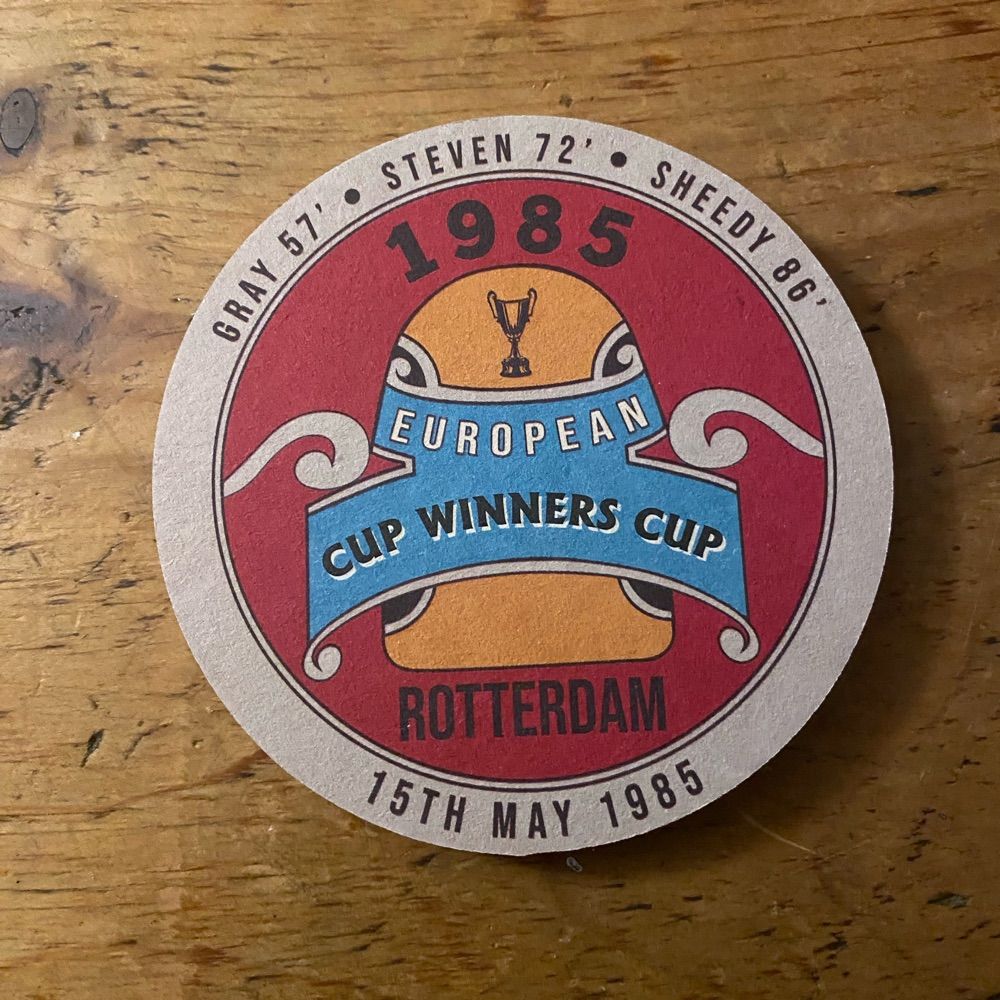 GRAY 57' • STEVEN 72' • SHEEDY 86'
1985
EUROPEAN
CUP WINNERS CUP
ROTTERDAM
15TH MAY 1985